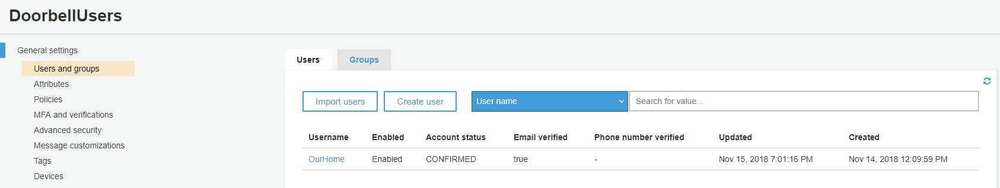 DoorbellUsers
General settings
Users and groups
Attributes
Policies
MFA and verifications
Advanced security
Message customizations
Tags
Devices
Users Groups
Import users Create user User name Search for value...
Username Enabled Account status Email verified Phone number verified Updated Created
OurHome Enabled CONFIRMED true - Nov 15, 2018 7:01:16 PM Nov 14, 2018 12:09:59 PM